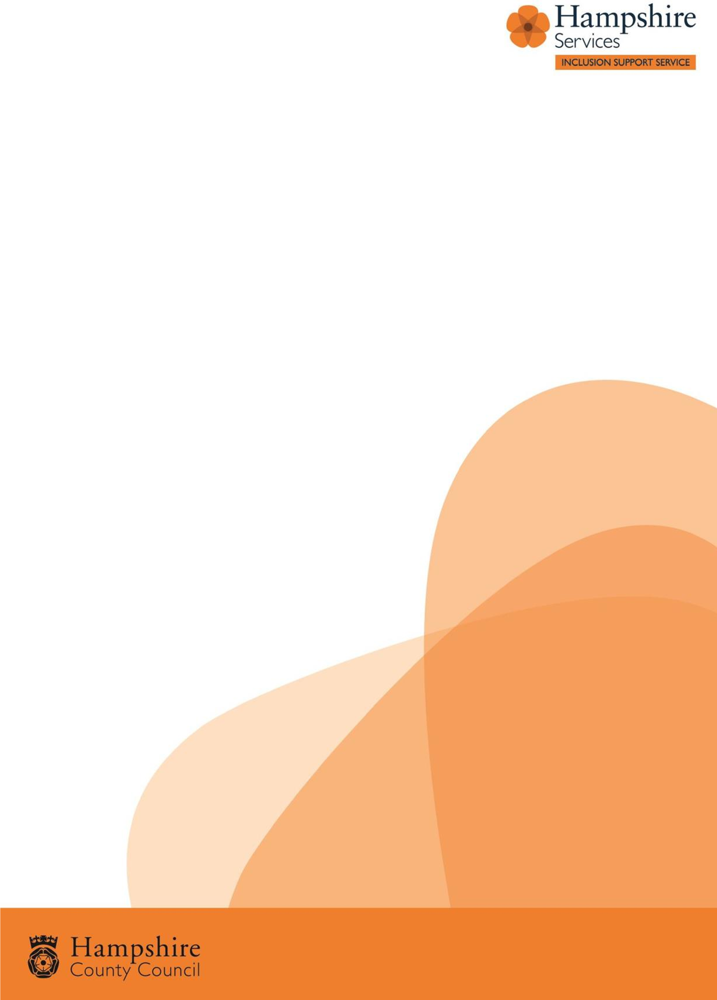 Hampshire
Services
INCLUSION SUPPORT SERVICE
Hampshire
County Council